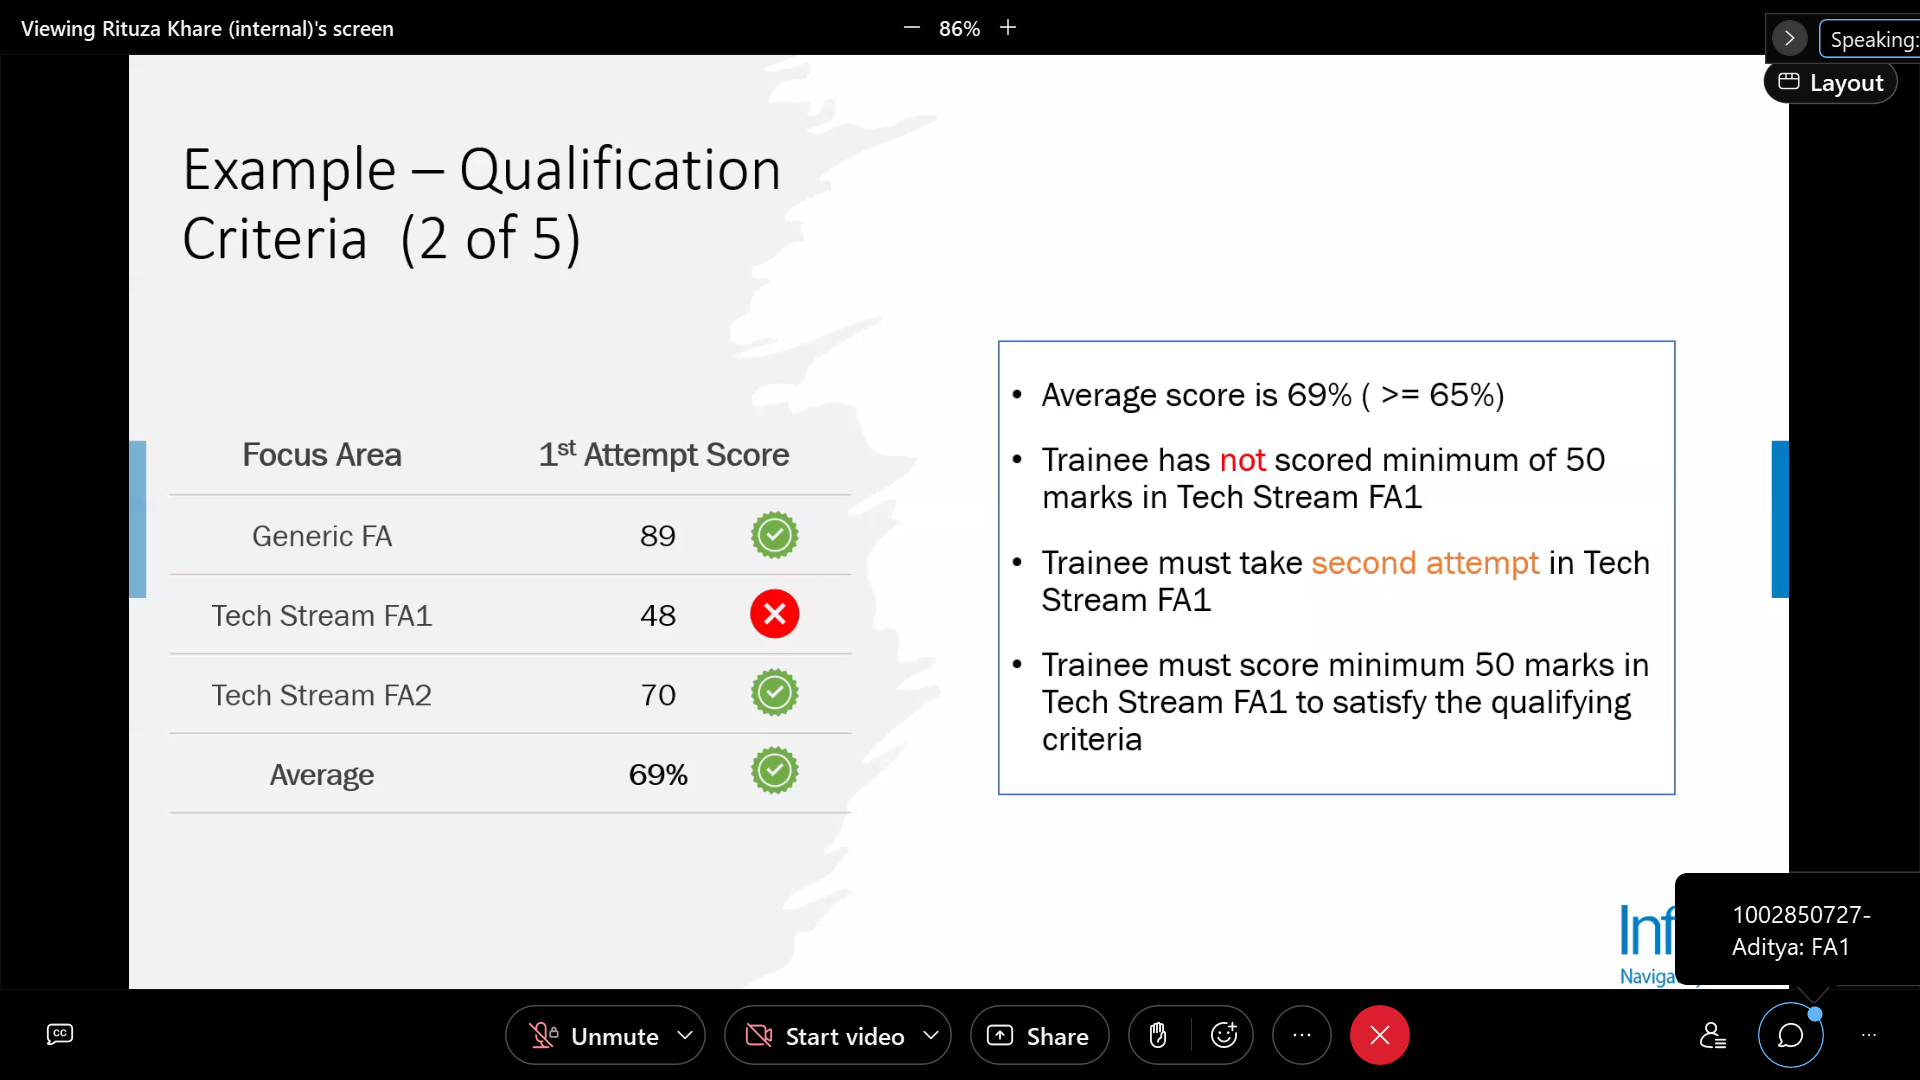 Viewing Rituza Khare (internal)'s screen
86%
Speaking:
Layout
Example – Qualification
Criteria (2 of 5)
Focus Area 1st Attempt Score
Generic FA 89
Tech Stream FA1 48
Tech Stream FA2 70
Average 69%
• Average score is 69% ( >= 65%)
• Trainee has not scored minimum of 50
marks in Tech Stream FA1
• Trainee must take second attempt in Tech
Stream FA1
• Trainee must score minimum 50 marks in
Tech Stream FA1 to satisfy the qualifying
criteria
Inf
Naviga
1002850727-
Aditya: FA1
CC
Unmute
Start video
Share